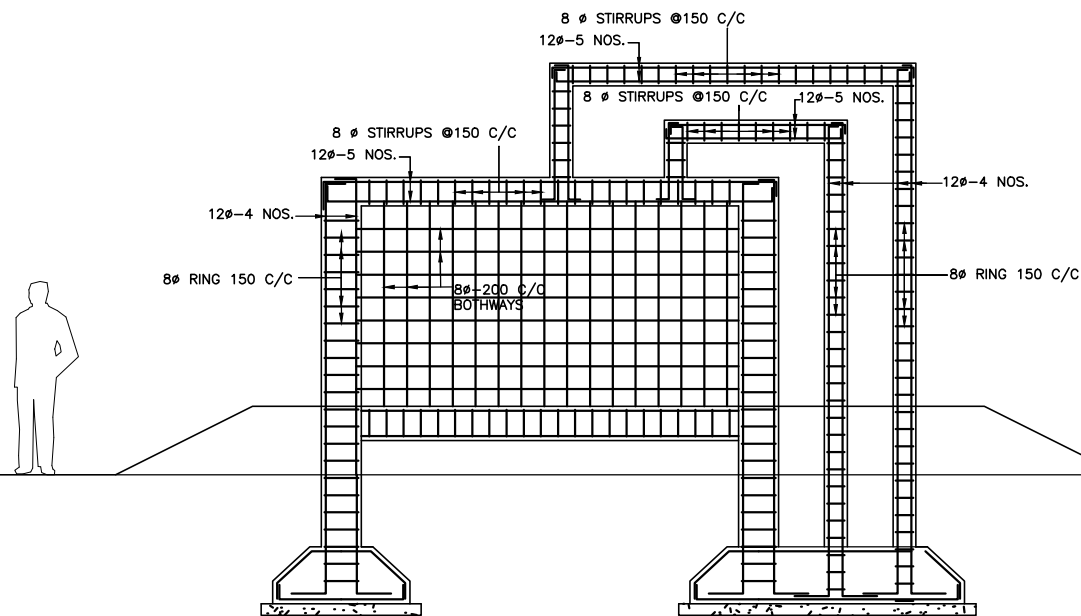 8 ø STIRRUPS @150 C/C
12ø-5 NOS.
8 ø STIRRUPS @150 C/C
12ø-5 NOS.
8 ø STIRRUPS @150 C/C
12ø-5 NOS.
12ø-4 NOS.
12ø-4 NOS.
8ø RING 150 C/C
8ø RING 150 C/C
8ø-200 C/C
BOTHWAYS